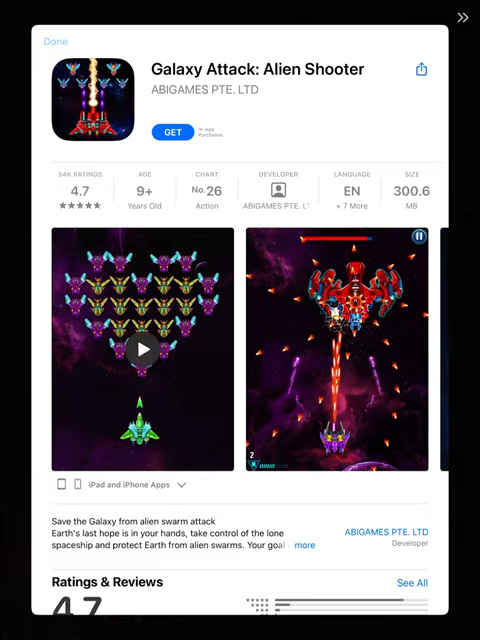 Done
Galaxy Attack: Alien Shooter
ABIGAMES PTE. LTD
GET
In-App
Purchases
54K RATINGS
4.7
AGE
9+
Years Old
CHART
No.26
Action
DEVELOPER
ABIGAMES PTE. LT
LANGUAGE
EN
+ 7 More
SIZE
300.6
MB
2
iPad and iPhone Apps
Save the Galaxy from alien swarm attack
Earth's last hope is in your hands, take control of the lone
spaceship and protect Earth from alien swarms. Your goal more
ABIGAMES PTE. LTD
Developer
Ratings & Reviews
See All
4.7